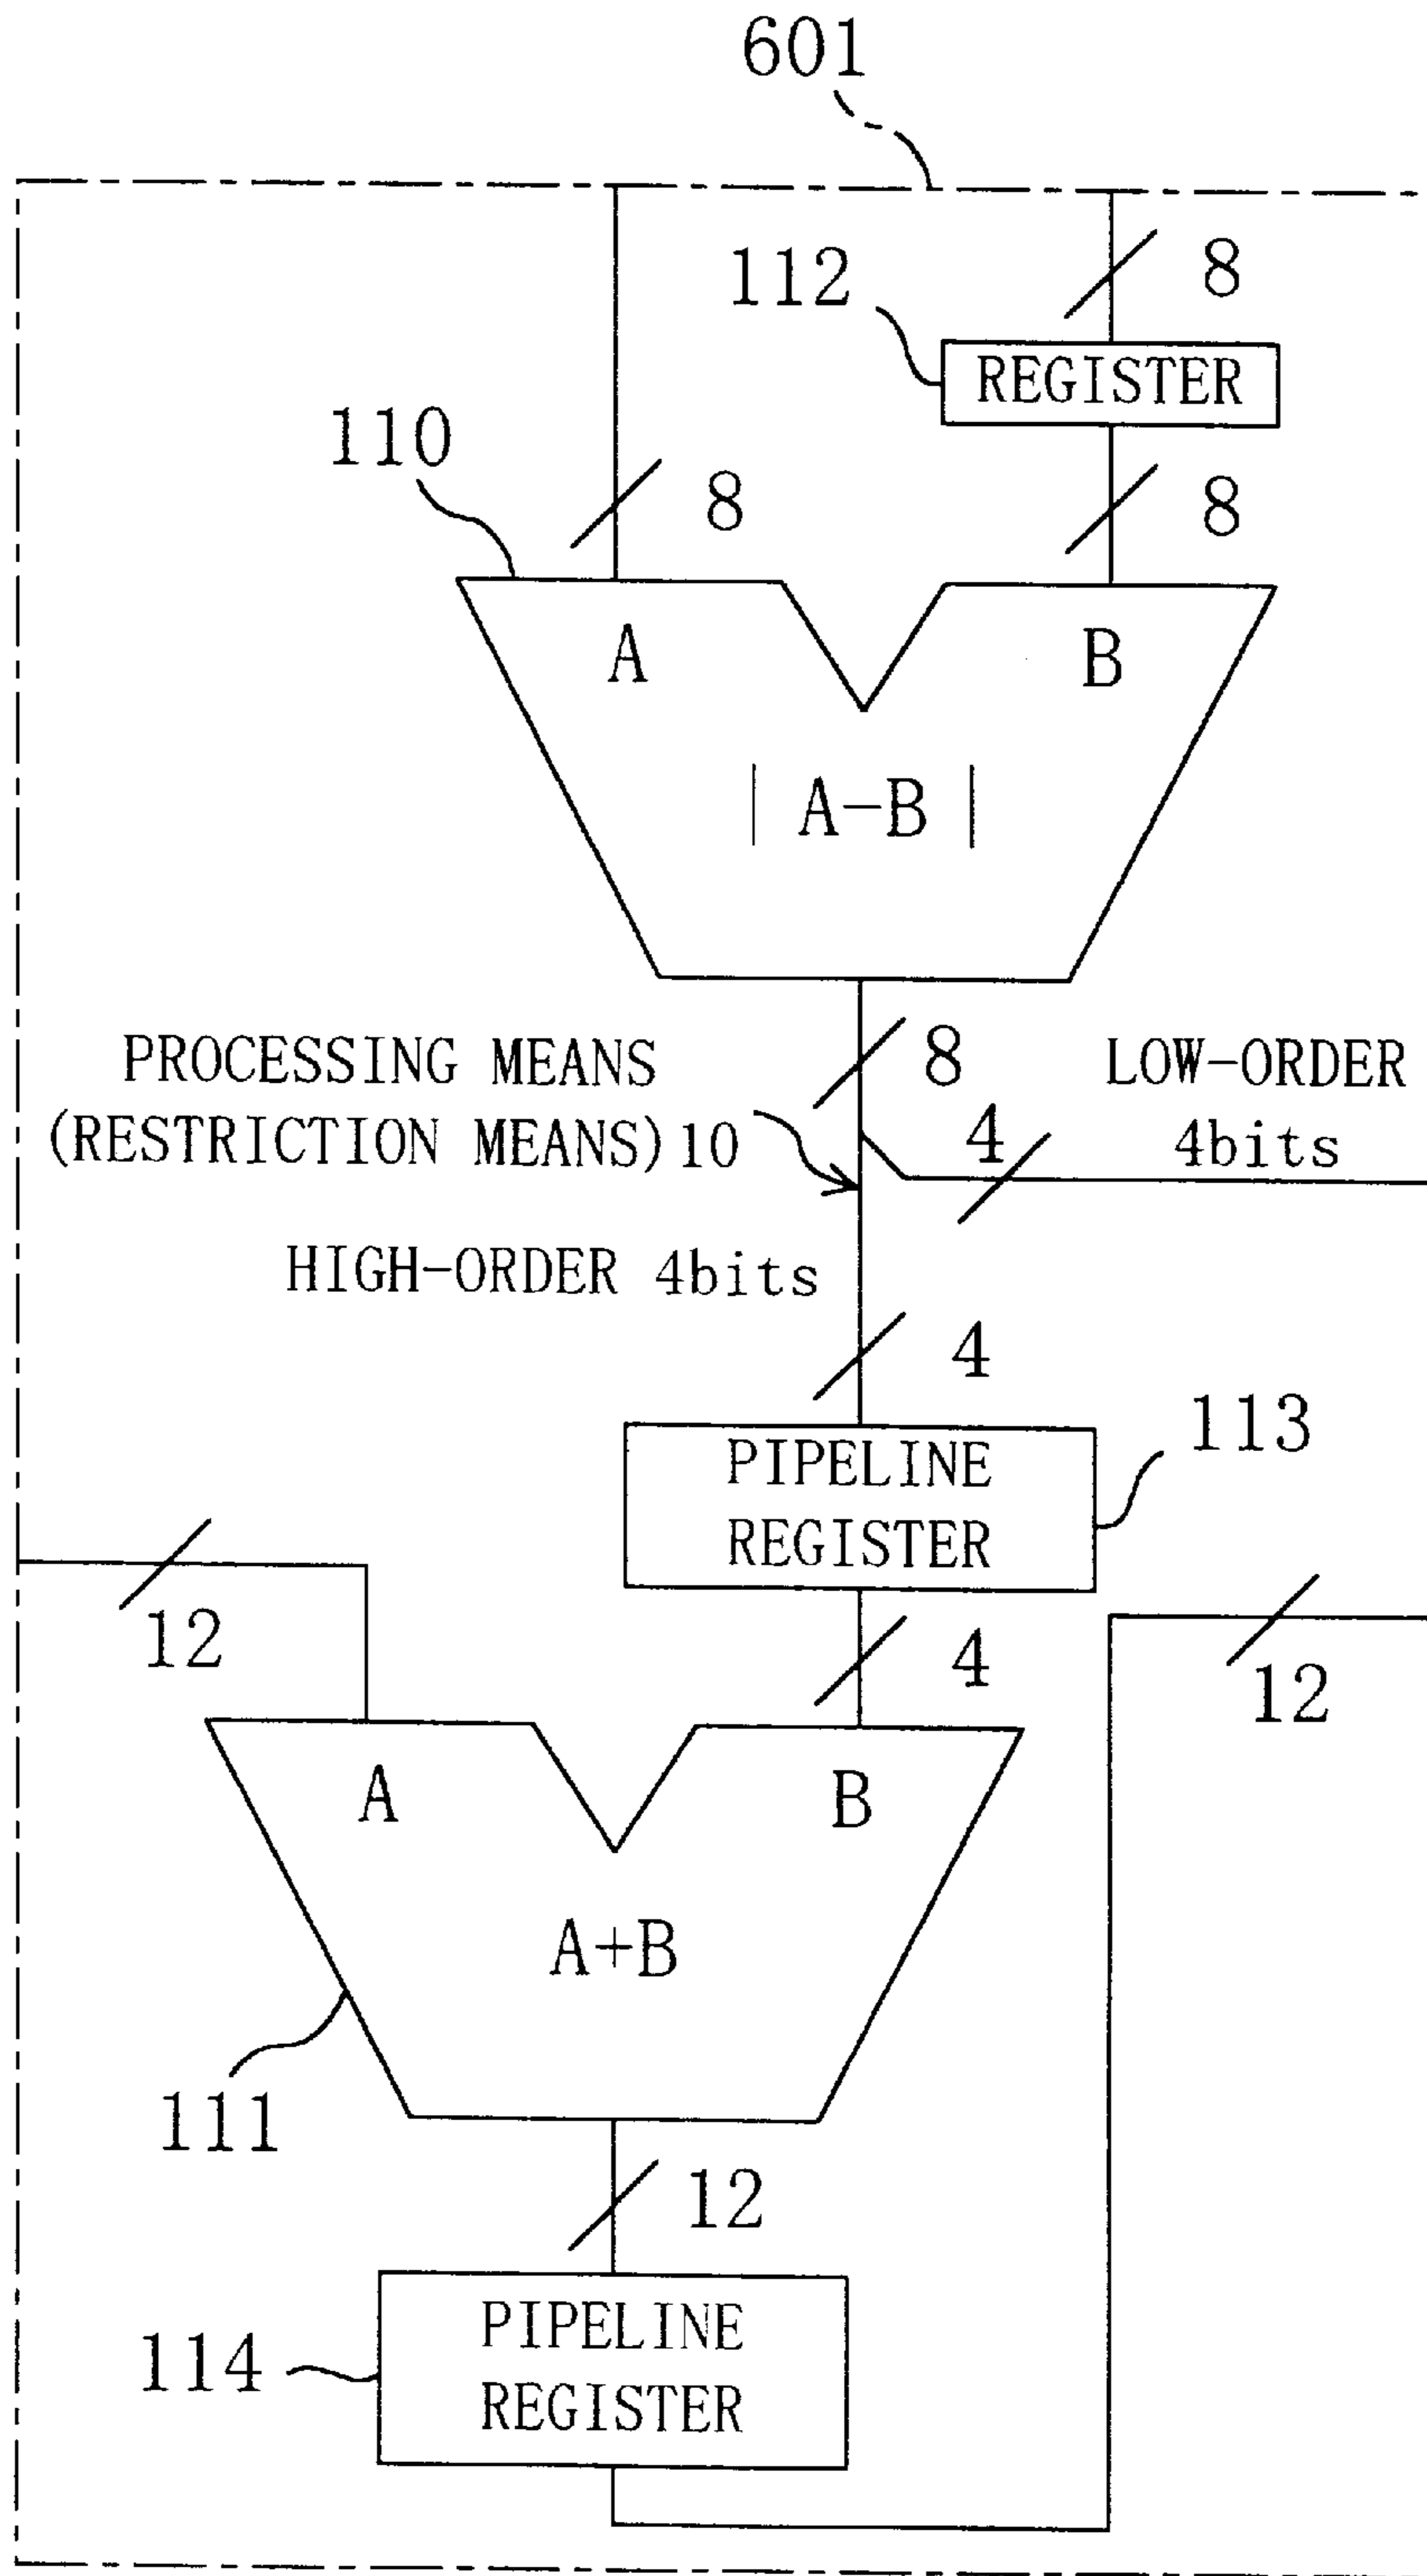 601
8
112
REGISTER
110
8
8
A
B
| A-B |
PROCESSING MEANS
(RESTRICTION MEANS) 10
8
LOW-ORDER
4bits
4
HIGH-ORDER 4bits
4
PIPELINE
REGISTER
113
12
4
12
A
B
A+B
111
12
PIPELINE
REGISTER
114